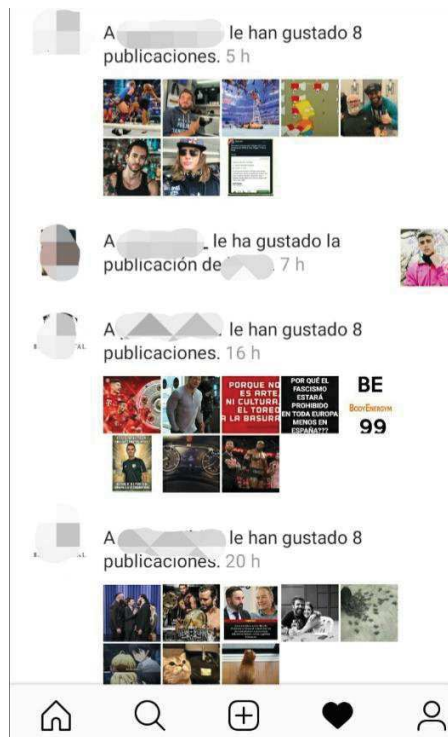 A le han gustado 8
publicaciones. 5 h
A le ha gustado la
publicación de 7 h
A le han gustado 8
publicaciones. 16 h
PORQUE NO
ES ARTE,
NI CULTURA,
EL TOREO
A LA BASURA
POR QUÉ EL
FASCISMO
ESTARÁ
PROHIBIDO
EN TODA EUROPA
MENOS EN
ESPAÑA???
BE
BODYENERGYM
99
A le han gustado 8
publicaciones. 20 h